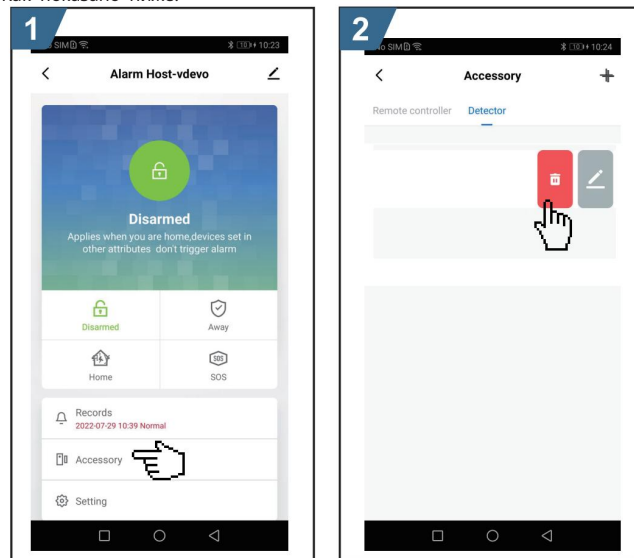 1
SIM 10 10:23
Alarm Host-vdevo
Disarmed
Applies when you are home,devices set in
other attributes don't trigger alarm
Disarmed
Away
Home
SOS
SOS
Records
2022-07-29 10:39 Normal
Accessory
Setting
2
SIM 10 10:24
Accessory
Remote controller
Detector